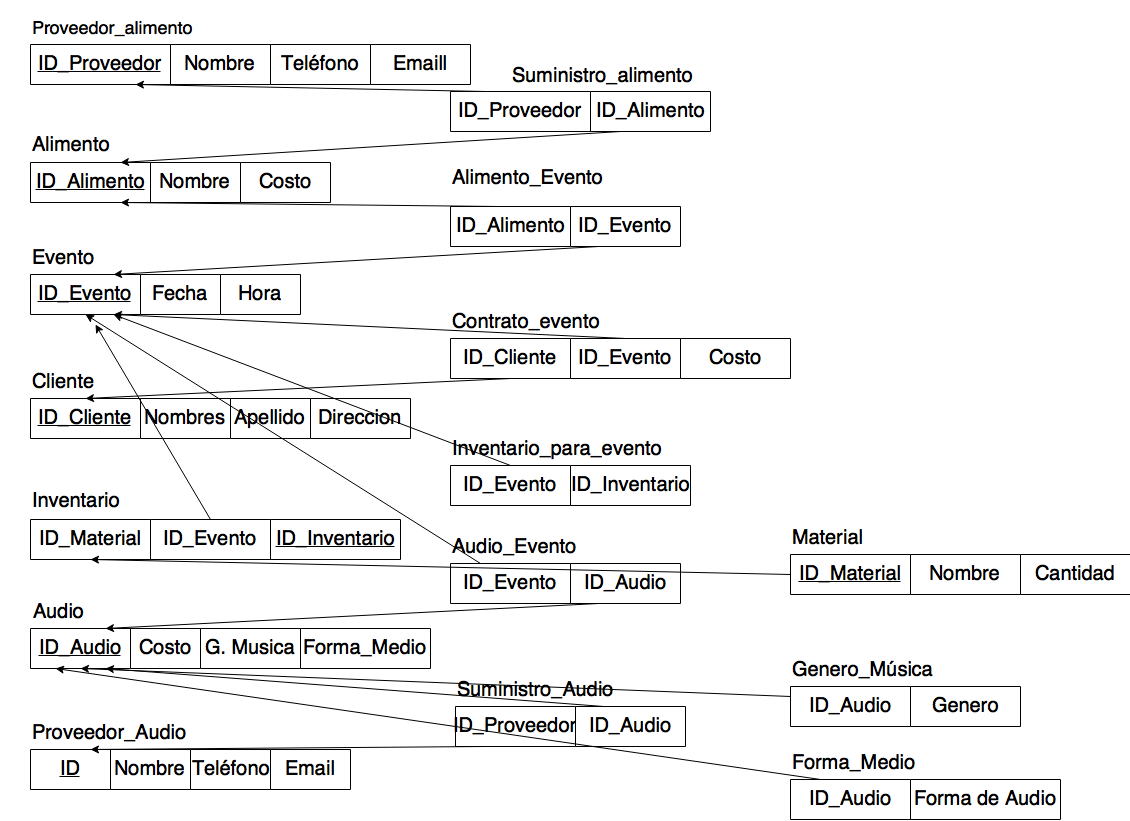 Proveedor_alimento
ID_Proveedor Nombre Teléfono Emaill
Suministro_alimento
ID_Proveedor ID_Alimento
Alimento
ID_Alimento Nombre Costo
Alimento_Evento
ID_Alimento ID_Evento
Evento
ID_Evento Fecha Hora
Contrato_evento
ID_Cliente ID_Evento Costo
Cliente
ID_Cliente Nombres Apellido Direccion
Inventario_para_evento
ID_Evento ID_Inventario
Inventario
ID_Material ID_Evento ID_Inventario
Audio_Evento
ID_Evento ID_Audio
Material
ID_Material Nombre Cantidad
Audio
ID_Audio Costo G. Musica Forma_Medio
Genero_Música
ID_Audio Genero
Suministro_Audio
ID_Proveedor ID_Audio
Proveedor_Audio
ID Nombre Teléfono Email
Forma_Medio
ID_Audio Forma de Audio